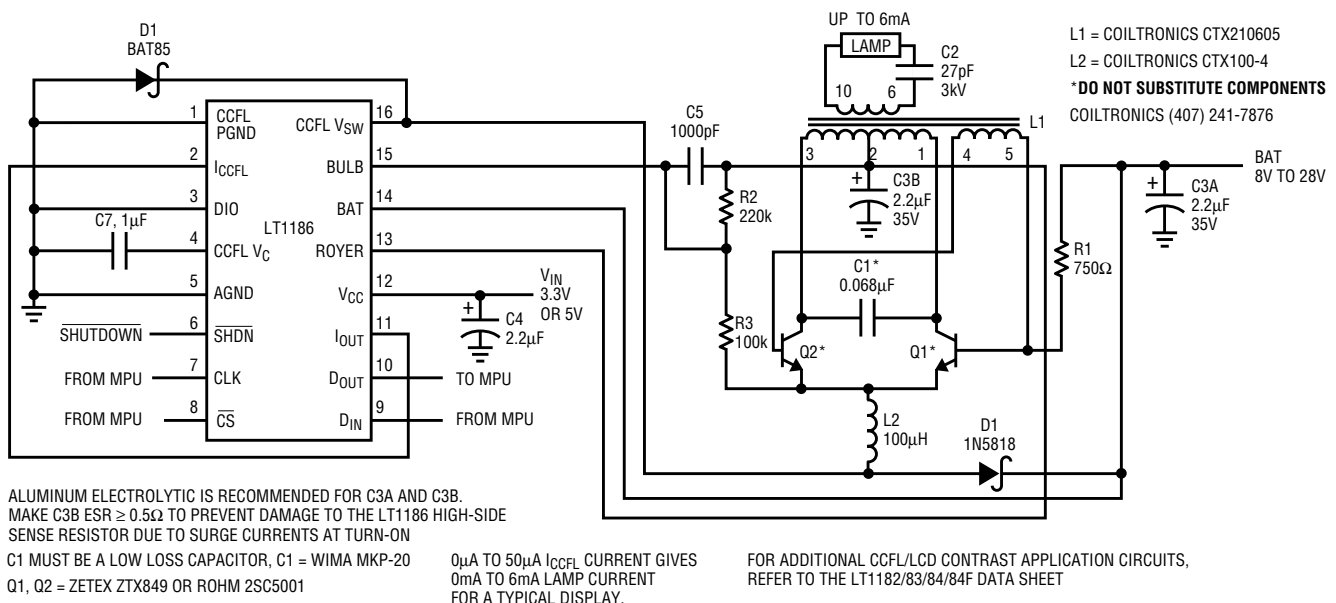 D1
BAT85
UP TO 6mA
LAMP
C2
27pF
3kV
10
6
L1 = COILTRONICS CTX210605
L2 = COILTRONICS CTX100-4
*DO NOT SUBSTITUTE COMPONENTS
COILTRONICS (407) 241-7876
L1
3
2
1
4
5
1
CCFL
PGND
2
ICCFL
3
DIO
C7, 1µF
4
CCFL VC
5
AGND
SHUTDOWN
6
SHDN
FROM MPU
7
CLK
FROM MPU
8
CS
LT1186
CCFL VSW
16
BULB
15
BAT
14
ROYER
13
VCC
12
IOUT
11
DOUT
10
TO MPU
DIN
9
FROM MPU
VIN
3.3V
OR 5V
+
C4
2.2µF
C5
1000pF
R2
220k
R3
100k
+
C3B
2.2µF
35V
C1*
0.068µF
Q2*
Q1*
L2
100µH
D1
1N5818
R1
750Ω
+
C3A
2.2µF
35V
BAT
8V TO 28V
ALUMINUM ELECTROLYTIC IS RECOMMENDED FOR C3A AND C3B.
MAKE C3B ESR ≥ 0.5Ω TO PREVENT DAMAGE TO THE LT1186 HIGH-SIDE
SENSE RESISTOR DUE TO SURGE CURRENTS AT TURN-ON
C1 MUST BE A LOW LOSS CAPACITOR, C1 = WIMA MKP-20
Q1, Q2 = ZETEX ZTX849 OR ROHM 2SC5001
0µA TO 50µA ICCFL CURRENT GIVES
0mA TO 6mA LAMP CURRENT
FOR A TYPICAL DISPLAY.
FOR ADDITIONAL CCFL/LCD CONTRAST APPLICATION CIRCUITS,
REFER TO THE LT1182/83/84/84F DATA SHEET